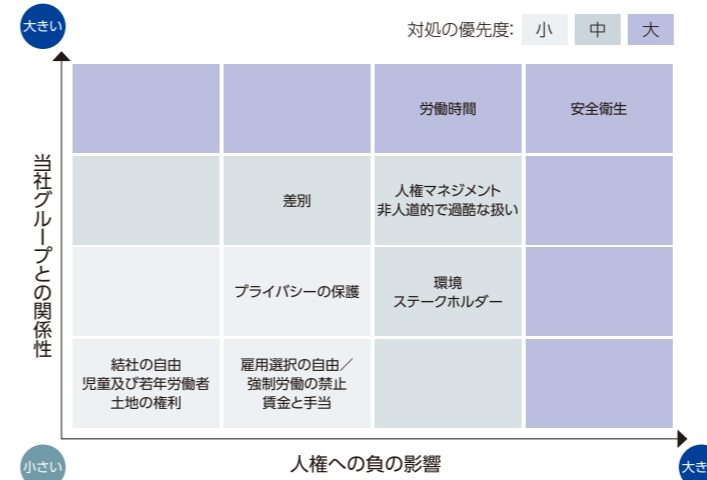 大きい
対処の優先度: 小 中 大
当社グループとの関係性
労働時間
安全衛生
差別
人権マネジメント
非人道的で過酷な扱い
プライバシーの保護
環境
ステークホルダー
結社の自由
児童及び若年労働者
土地の権利
雇用選択の自由／
強制労働の禁止
賃金と手当
小さい
人権への負の影響
大き